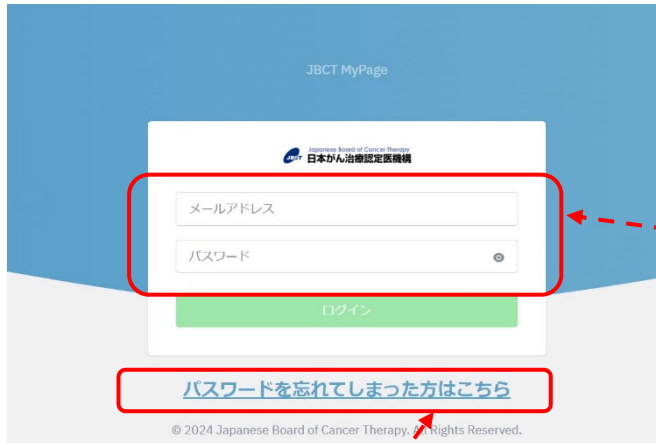 JBCT MyPage
Japanese Board of Cancer Therapy
JBCT 日本がん治療認定医機構
メールアドレス
パスワード
ログイン
パスワードを忘れてしまった方はこちら
© 2024 Japanese Board of Cancer Therapy. All Rights Reserved.